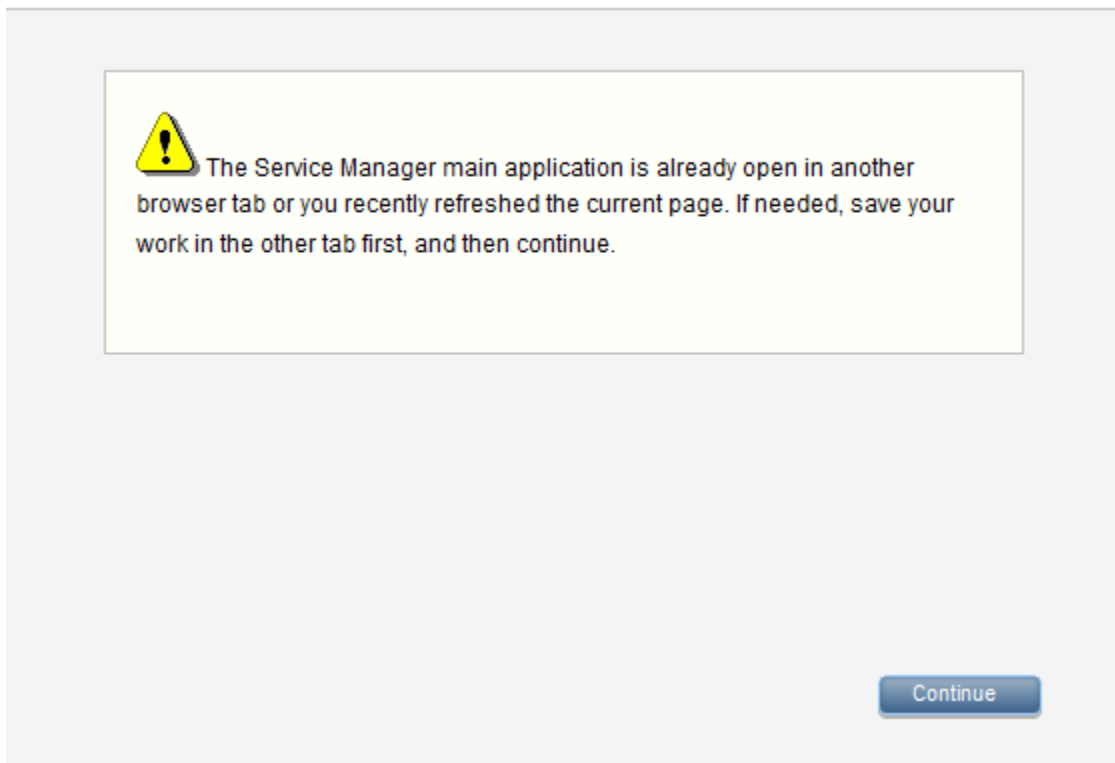 The Service Manager main application is already open in another
browser tab or you recently refreshed the current page. If needed, save your
work in the other tab first, and then continue.
Continue